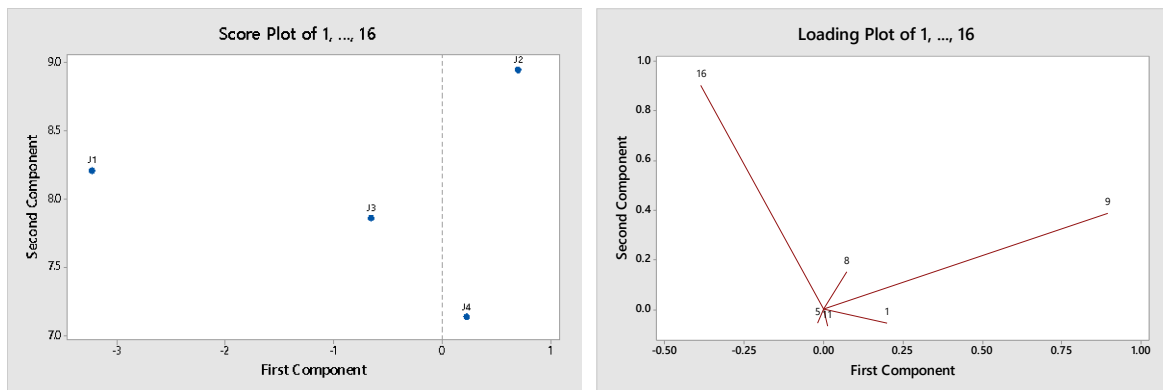 Score Plot of 1, ..., 16
9.0
8.5
8.0
7.5
7.0
Second Component
J1
J2
J3
J4
-3
-2
-1
0
1
First Component
Loading Plot of 1, ..., 16
1.0
0.8
0.6
0.4
0.2
0.0
Second Component
16
9
8
5
11
1
-0.50
-0.25
0.00
0.25
0.50
0.75
1.00
First Component